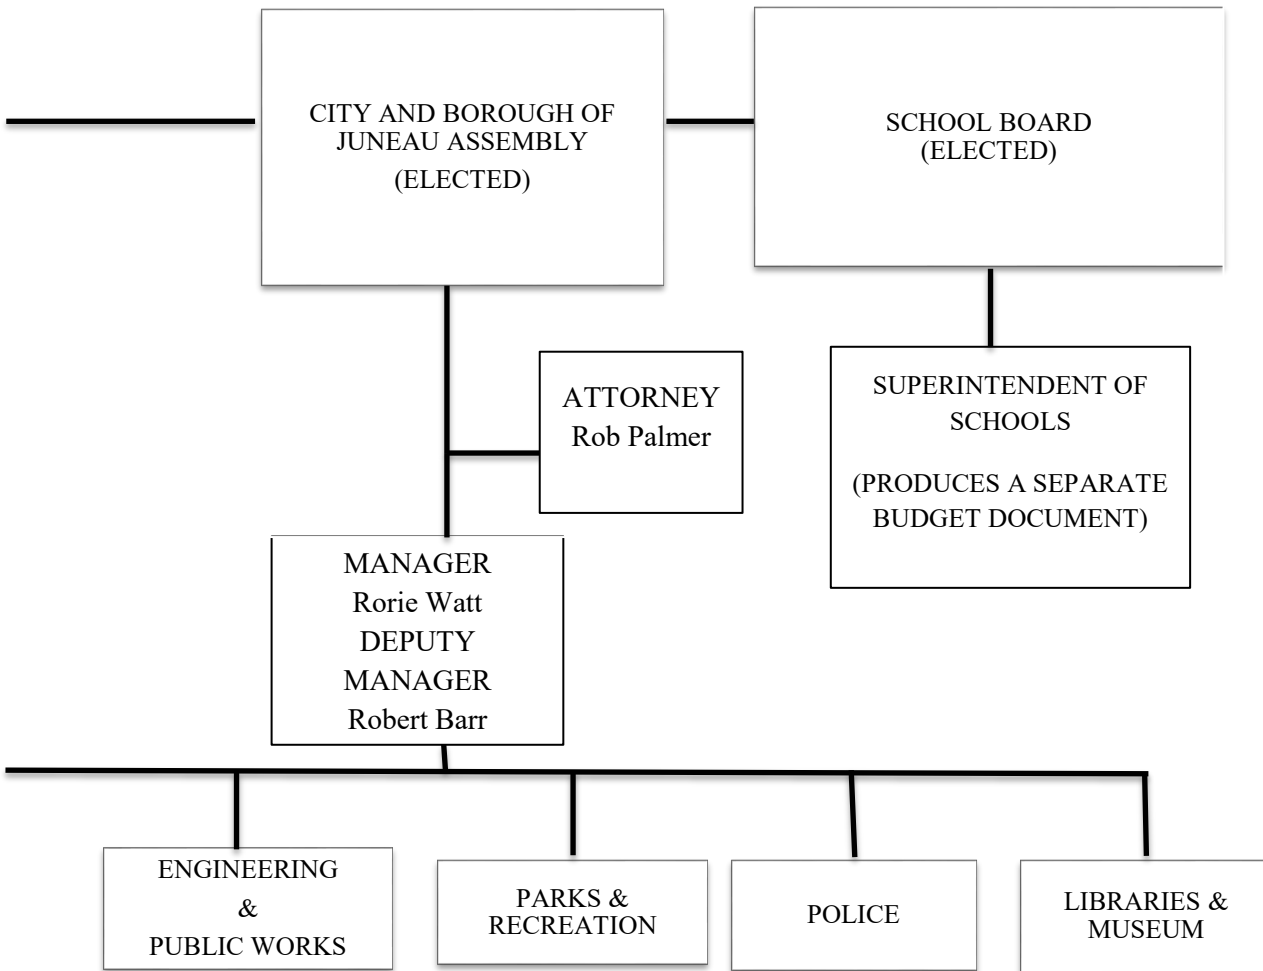 CITY AND BOROUGH OF
JUNEAU ASSEMBLY
(ELECTED)
SCHOOL BOARD
(ELECTED)
ATTORNEY
Rob Palmer
SUPERINTENDENT OF
SCHOOLS
(PRODUCES A SEPARATE
BUDGET DOCUMENT)
MANAGER
Rorie Watt
DEPUTY
MANAGER
Robert Barr
ENGINEERING
&
PUBLIC WORKS
PARKS &
RECREATION
POLICE
LIBRARIES &
MUSEUM